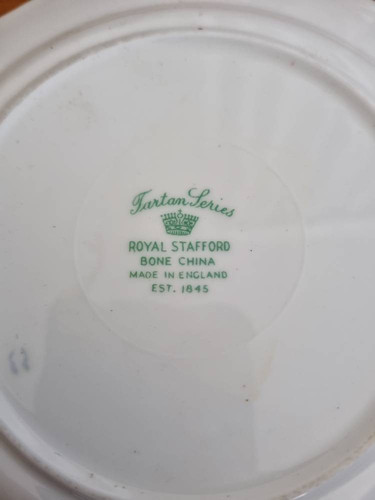 Tartan Series
ROYAL STAFFORD
BONE CHINA
MADE IN ENGLAND
EST. 1845